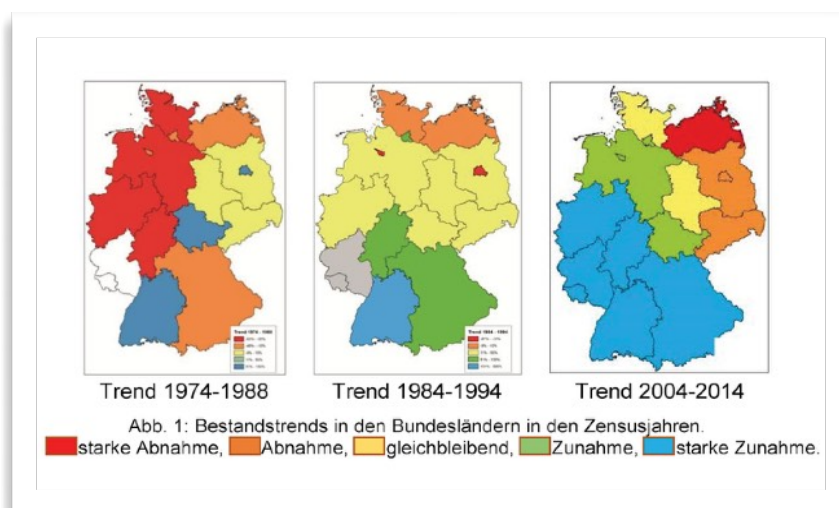 Trend 1974-1988
Trend 1984-1994
Trend 2004-2014
Abb. 1: Bestandstrends in den Bundesländern in den Zensusjahren.
starke Abnahme, Abnahme, gleichbleibend, Zunahme, starke Zunahme.